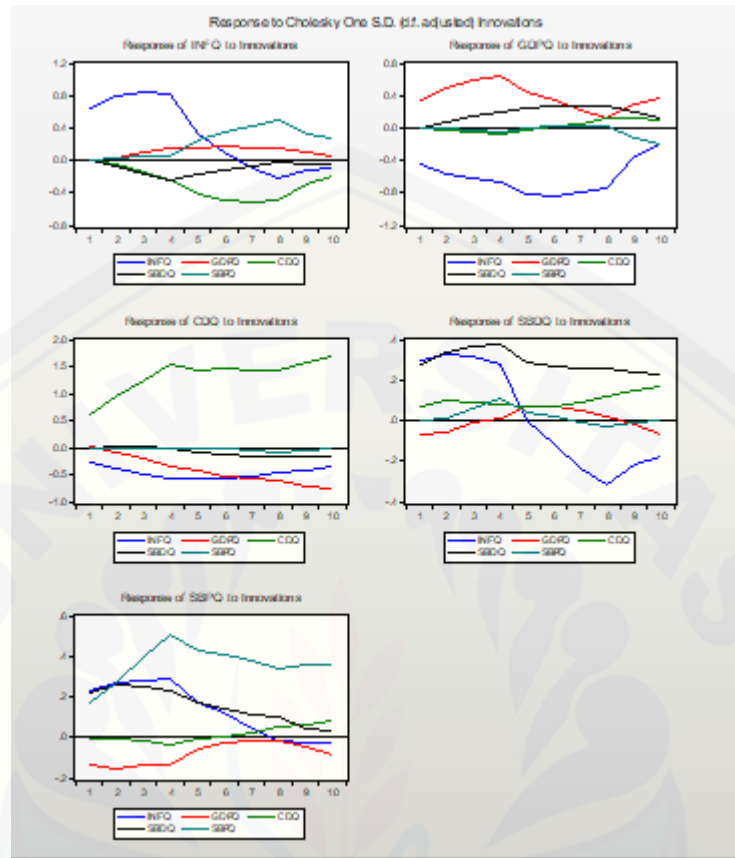 Response to Cholesky One S.D. (d.f. adjusted) Innovations
Response of INFQ to Innovations
1.2
0.8
0.4
0.0
-0.4
-0.8
1 2 3 4 5 6 7 8 9 10
INFQ GDPQ CDQ
SBDQ SBPQ
Response of GDPQ to Innovations
0.8
0.4
0.0
-0.4
-0.8
-1.2
1 2 3 4 5 6 7 8 9 10
INFQ GDPQ CDQ
SBDQ SBPQ
Response of CDQ to Innovations
2.0
1.5
1.0
0.5
0.0
-0.5
-1.0
1 2 3 4 5 6 7 8 9 10
INFQ GDPQ CDQ
SBDQ SBPQ
Response of SBDQ to Innovations
.4
.2
.0
-.2
-.4
1 2 3 4 5 6 7 8 9 10
INFQ GDPQ CDQ
SBDQ SBPQ
Response of SBPQ to Innovations
.6
.4
.2
.0
-.2
1 2 3 4 5 6 7 8 9 10
INFQ GDPQ CDQ
SBDQ SBPQ
UNIVERSITAS